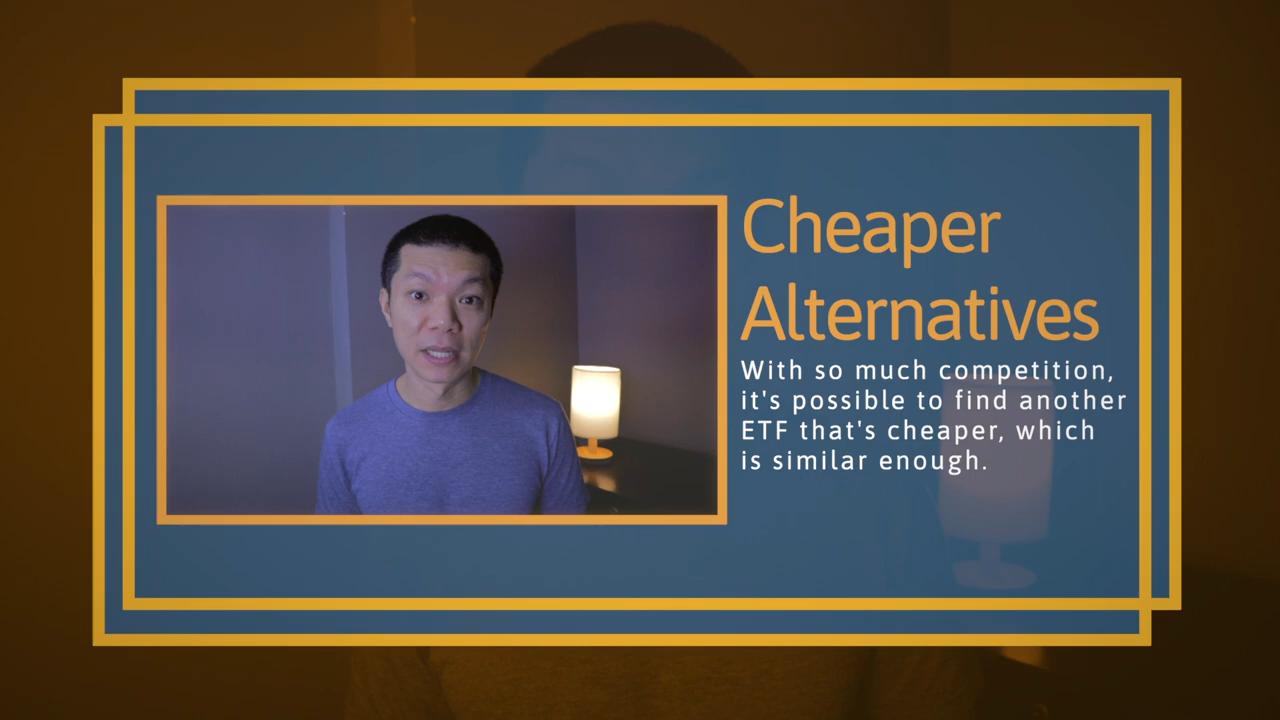 Cheaper
Alternatives
With so much competition,
it's possible to find another
ETF that's cheaper, which
is similar enough.